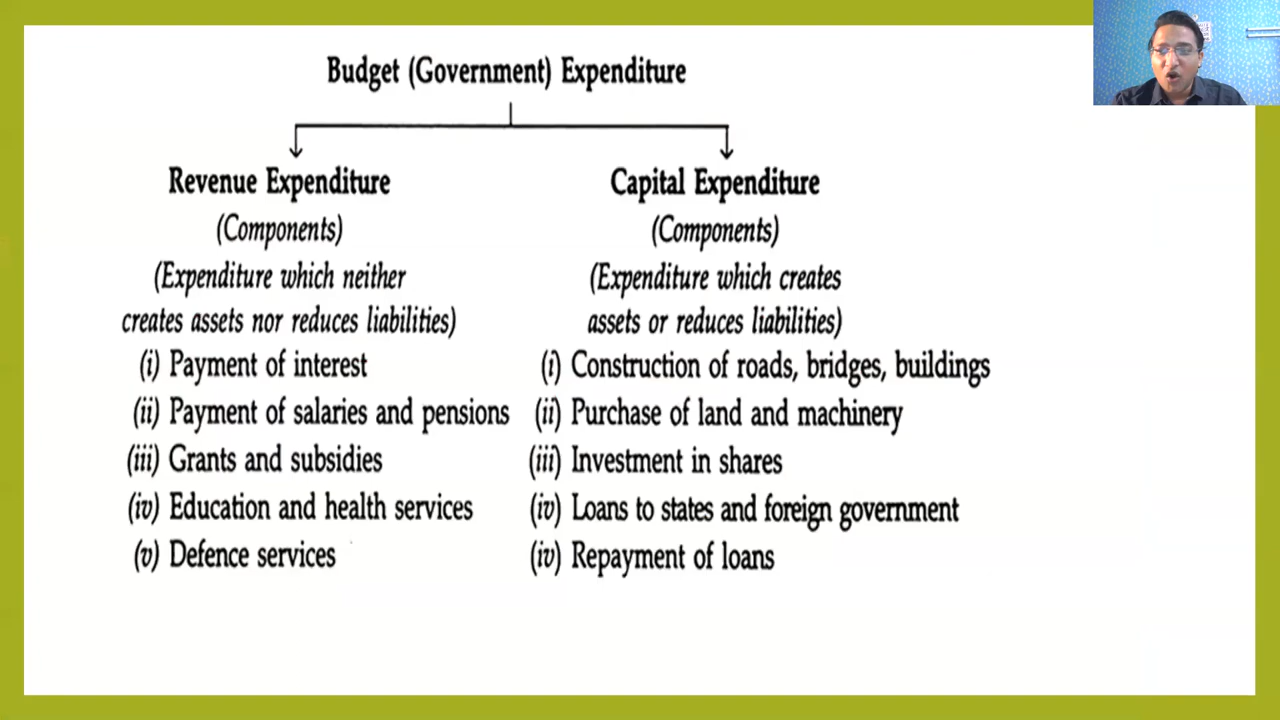 Budget (Government) Expenditure
Revenue Expenditure
(Components)
(Expenditure which neither
creates assets nor reduces liabilities)
(i) Payment of interest
(ii) Payment of salaries and pensions
(iii) Grants and subsidies
(iv) Education and health services
(v) Defence services
Capital Expenditure
(Components)
(Expenditure which creates
assets or reduces liabilities)
(i) Construction of roads, bridges, buildings
(ii) Purchase of land and machinery
(iii) Investment in shares
(iv) Loans to states and foreign government
(iv) Repayment of loans